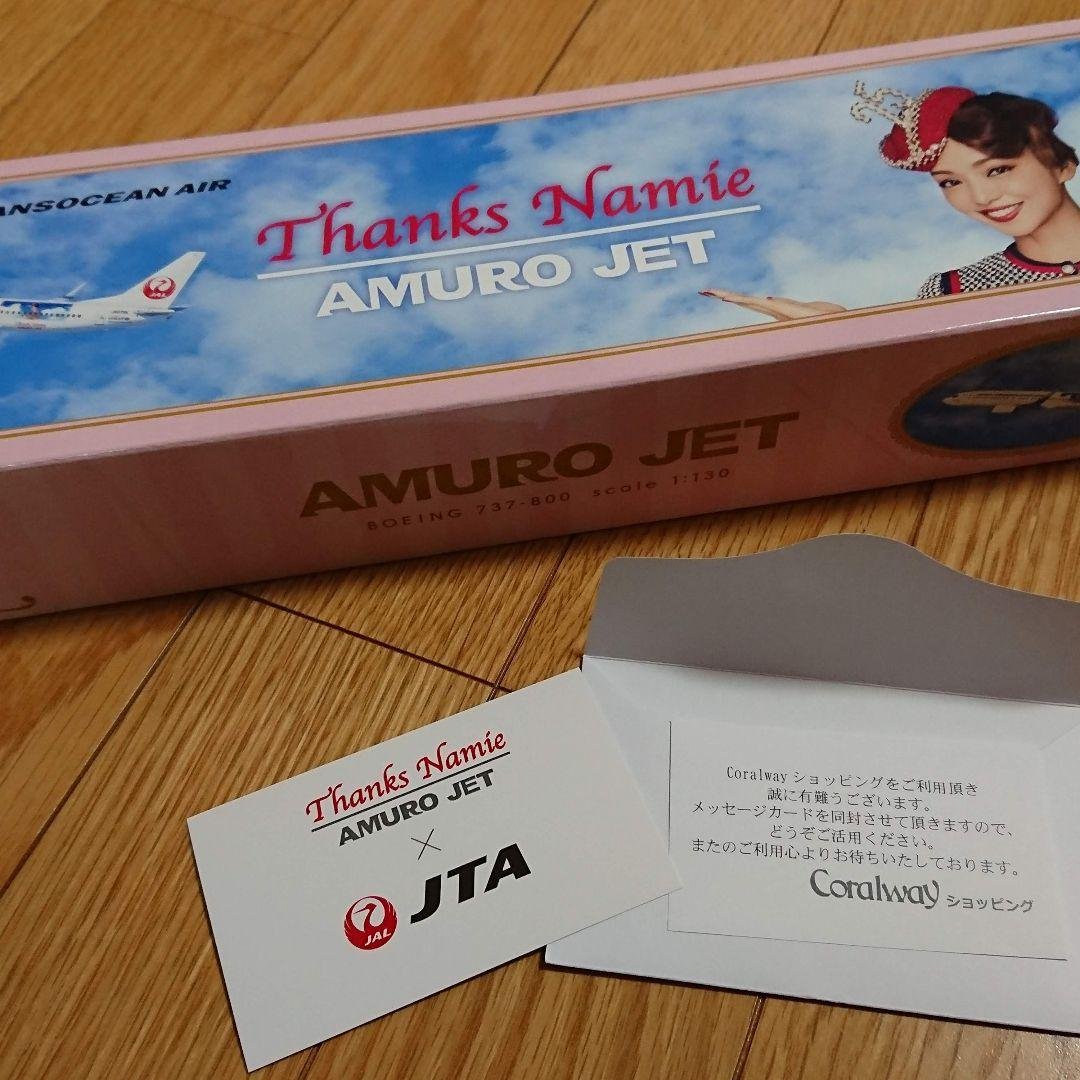 ANSOCEAN AIR
Thanks Namie
AMURO JET
JAL
AMURO JET
BOEING 737-800 scale 1:130
Thanks Namie
AMURO JET
×
JAL
JTA
Coralwayショッピングをご利用頂き
誠に有難うございます。
メッセージカードを同封させて頂きますので、
どうぞご活用ください。
またのご利用心よりお待ちいたしております。
Coralway ショッピング